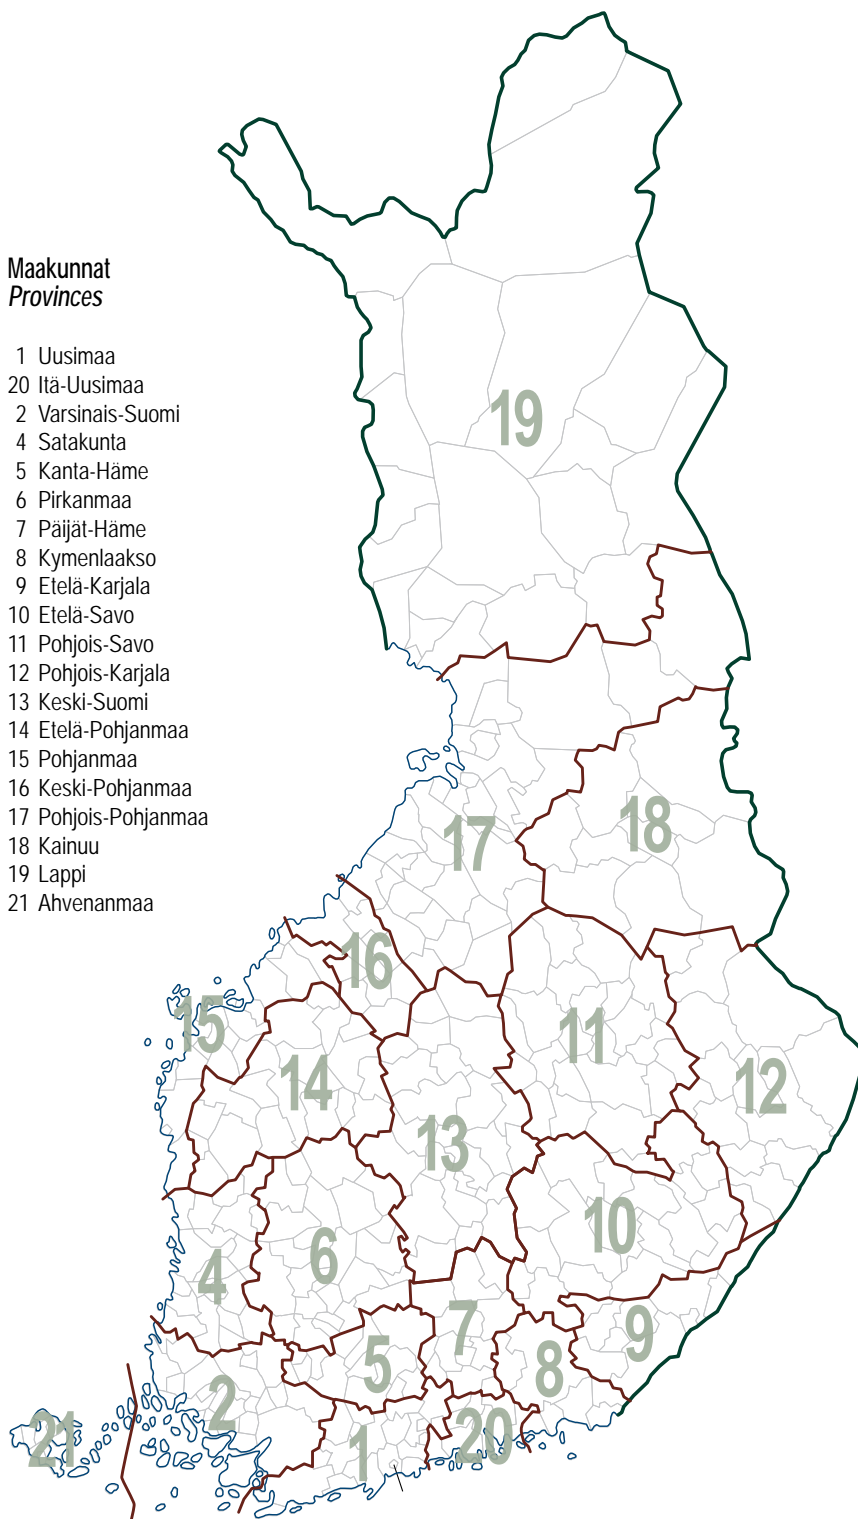 Maakunnat
Provinces
1 Uusimaa
20 Itä-Uusimaa
2 Varsinais-Suomi
4 Satakunta
5 Kanta-Häme
6 Pirkanmaa
7 Päijät-Häme
8 Kymenlaakso
9 Etelä-Karjala
10 Etelä-Savo
11 Pohjois-Savo
12 Pohjois-Karjala
13 Keski-Suomi
14 Etelä-Pohjanmaa
15 Pohjanmaa
16 Keski-Pohjanmaa
17 Pohjois-Pohjanmaa
18 Kainuu
19 Lappi
21 Ahvenanmaa
19
18
17
16
15
11
14
12
13
10
6
4
9
7
5
8
2
21
20
1